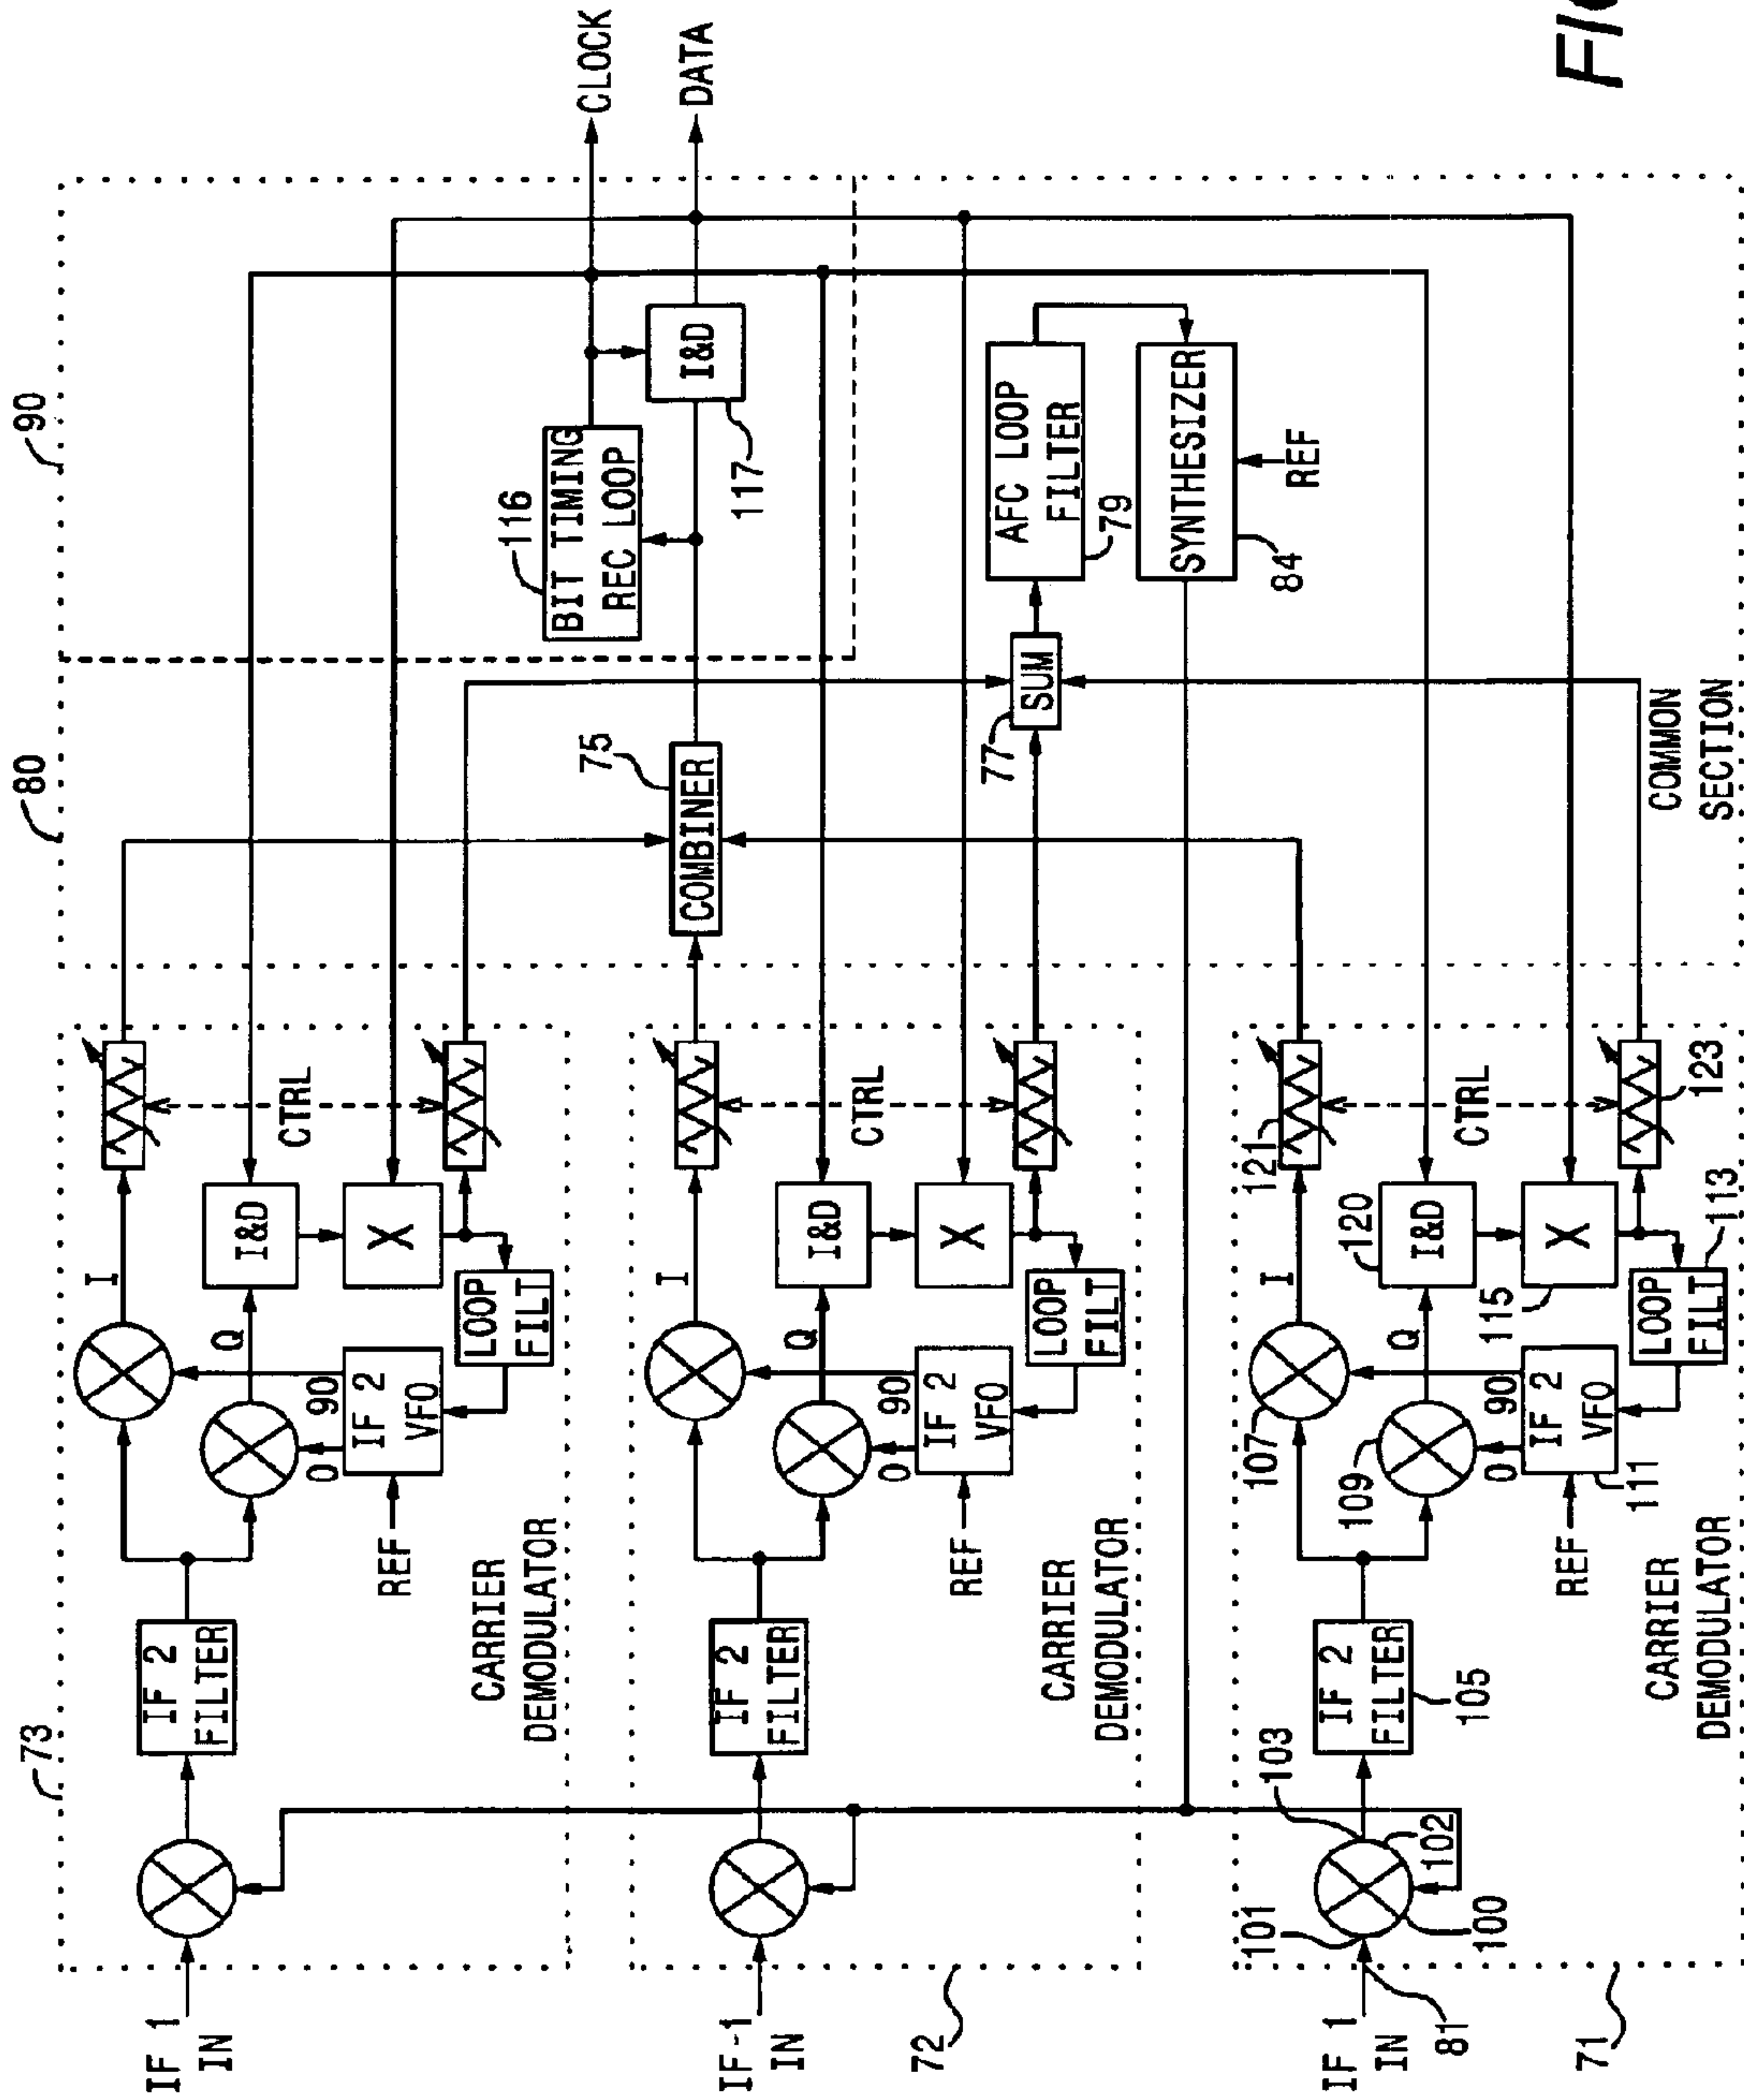 73
80
90
IF 1
IN
IF 2
FILTER
I
Q
0
90
IF 2
VFO
REF
LOOP
FILT
I&D
X
CTRL
CARRIER
DEMODULATOR
CLOCK
DATA
116
BIT TIMING
REC LOOP
I&D
117
75
COMBINER
72
IF-1
IN
IF 2
FILTER
I
Q
0
90
IF 2
VFO
REF
LOOP
FILT
I&D
X
CTRL
CARRIER
DEMODULATOR
77
SUM
AFC LOOP
FILTER
79
SYNTHESIZER
84
REF
71
IF 1
IN
81
101
100
102
103
IF 2
FILTER
105
107
109
I
Q
0
90
IF 2
VFO
111
REF
LOOP
FILT
113
115
X
120
I&D
121
CTRL
123
CARRIER
DEMODULATOR
COMMON
SECTION